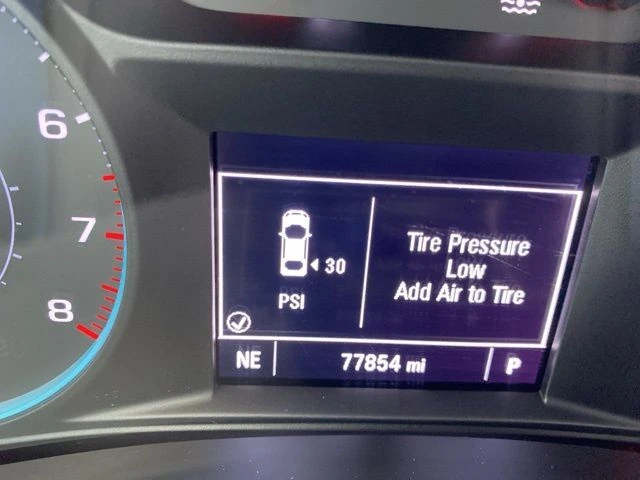 6
7
8
30
PSI
Tire Pressure
Low
Add Air to Tire
NE
77854 mi
P